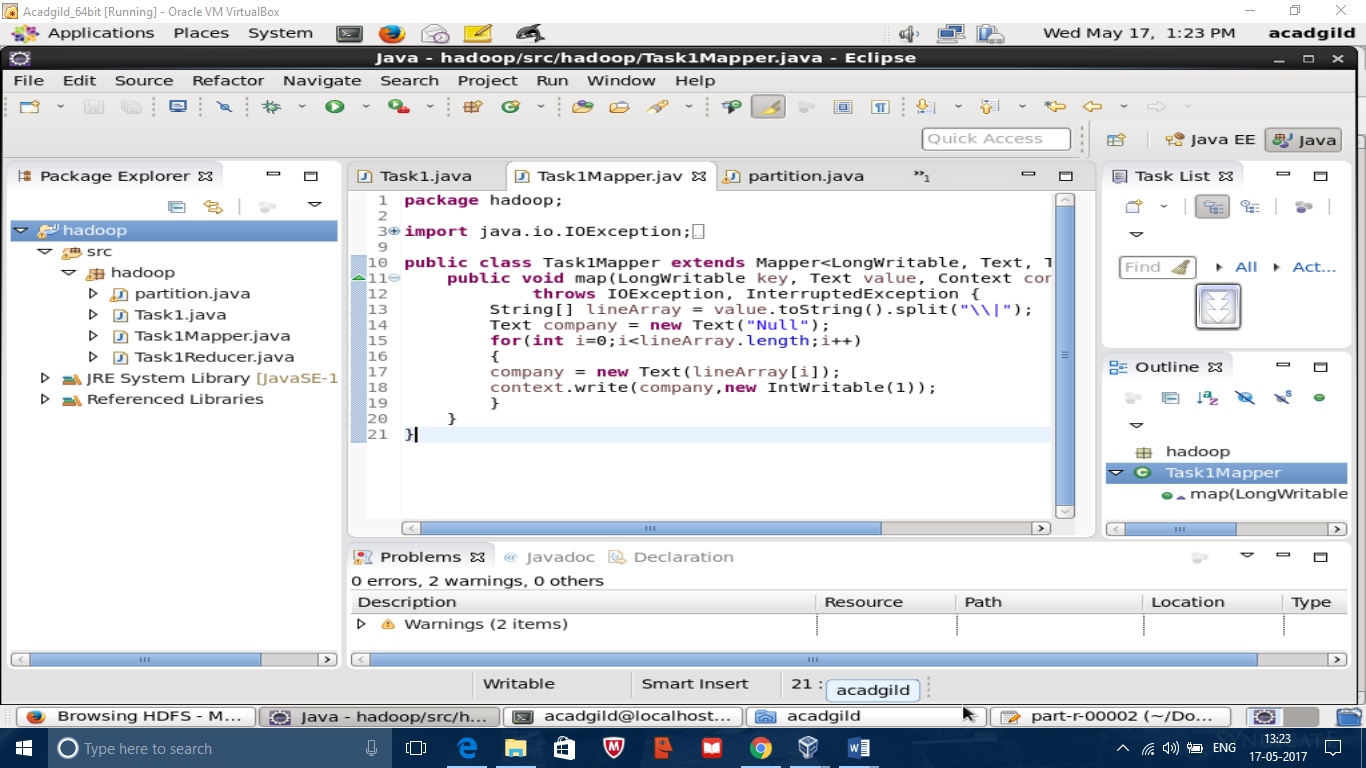 Acadgild_64bit [Running] - Oracle VM VirtualBox
Applications Places System Wed May 17, 1:23 PM acadgild
Java - hadoop/src/hadoop/Task1Mapper.java - Eclipse
File Edit Source Refactor Navigate Search Project Run Window Help
Quick Access Java EE Java
Package Explorer
hadoop
src
hadoop
partition.java
Task1.java
Task1Mapper.java
Task1Reducer.java
JRE System Library [JavaSE-1
Referenced Libraries
Task1.java Task1Mapper.jav partition.java "1
1 package hadoop;
2
3 import java.io.IOException;
9
10 public class Task1Mapper extends Mapper<LongWritable, Text, T
11 public void map(LongWritable key, Text value, Context con
12 throws IOException, InterruptedException {
13 String[] lineArray = value.toString().split("\\|");
14 Text company = new Text("Null");
15 for(int i=0;i<lineArray.length;i++)
16 {
17 company = new Text(lineArray[i]);
18 context.write(company,new IntWritable(1));
19 }
20 }
21 }
Task List
Find All Act...
Outline
hadoop
Task1Mapper
map(LongWritable
Problems Javadoc Declaration
0 errors, 2 warnings, 0 others
Description Resource Path Location Type
Warnings (2 items)
Writable Smart Insert 21 :
acadgild
Browsing HDFS - M... Java - hadoop/src/h... acadgild@localhost... acadgild part-r-00002 (~/Do...
Type here to search ENG 13:23
17-05-2017